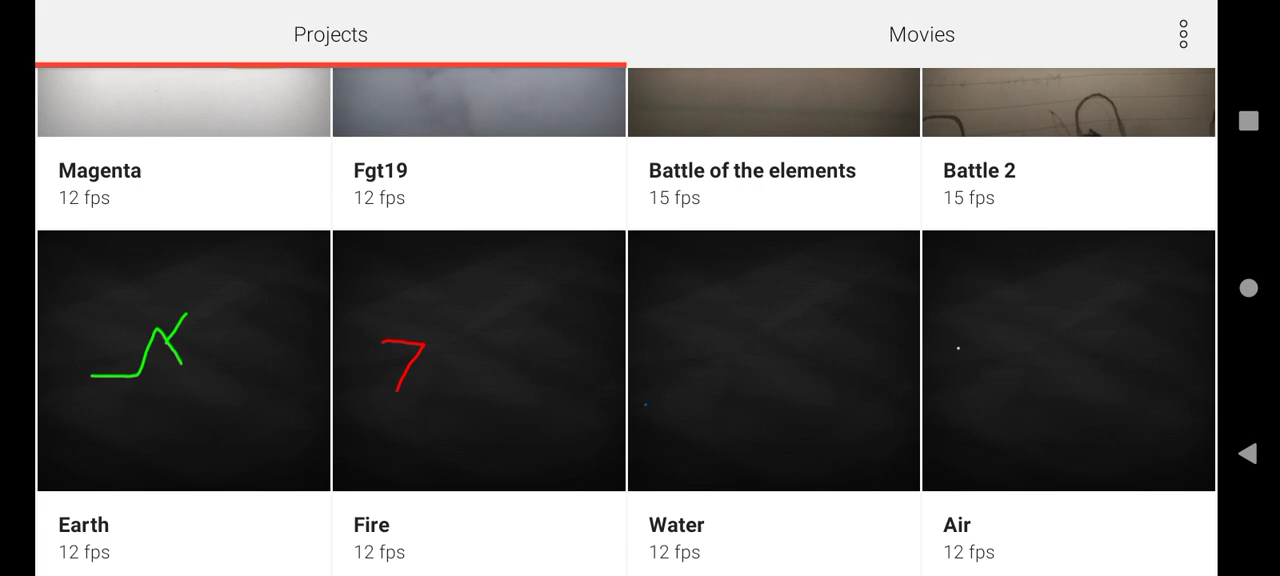 Projects Movies
Magenta Fgt19 Battle of the elements Battle 2
12 fps 12 fps 15 fps 15 fps
Earth Fire Water Air
12 fps 12 fps 12 fps 12 fps